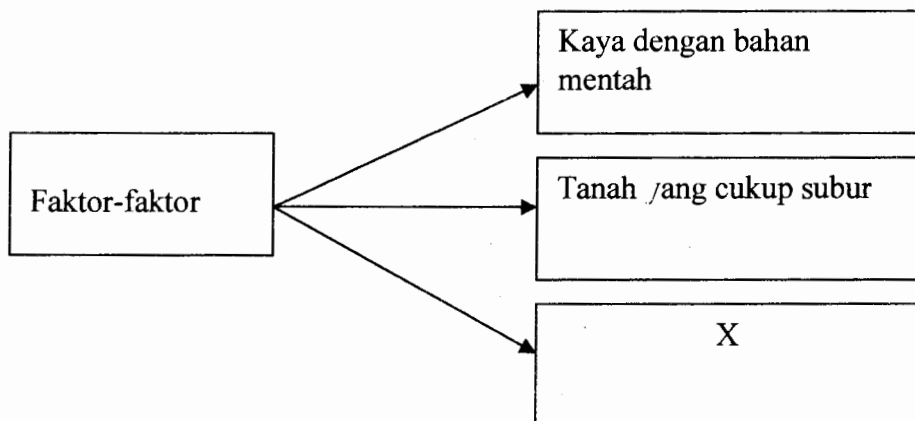 Kaya dengan bahan
mentah
Faktor-faktor
Tanah yang cukup subur
X